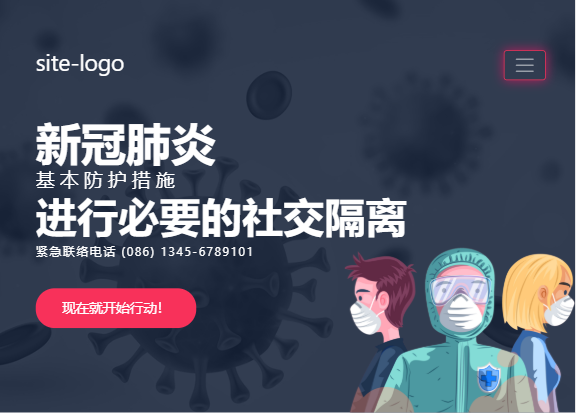 site-logo
新冠肺炎
基本防护措施
进行必要的社交隔离
紧急联络电话 (086) 1345-6789101
现在就开始行动!